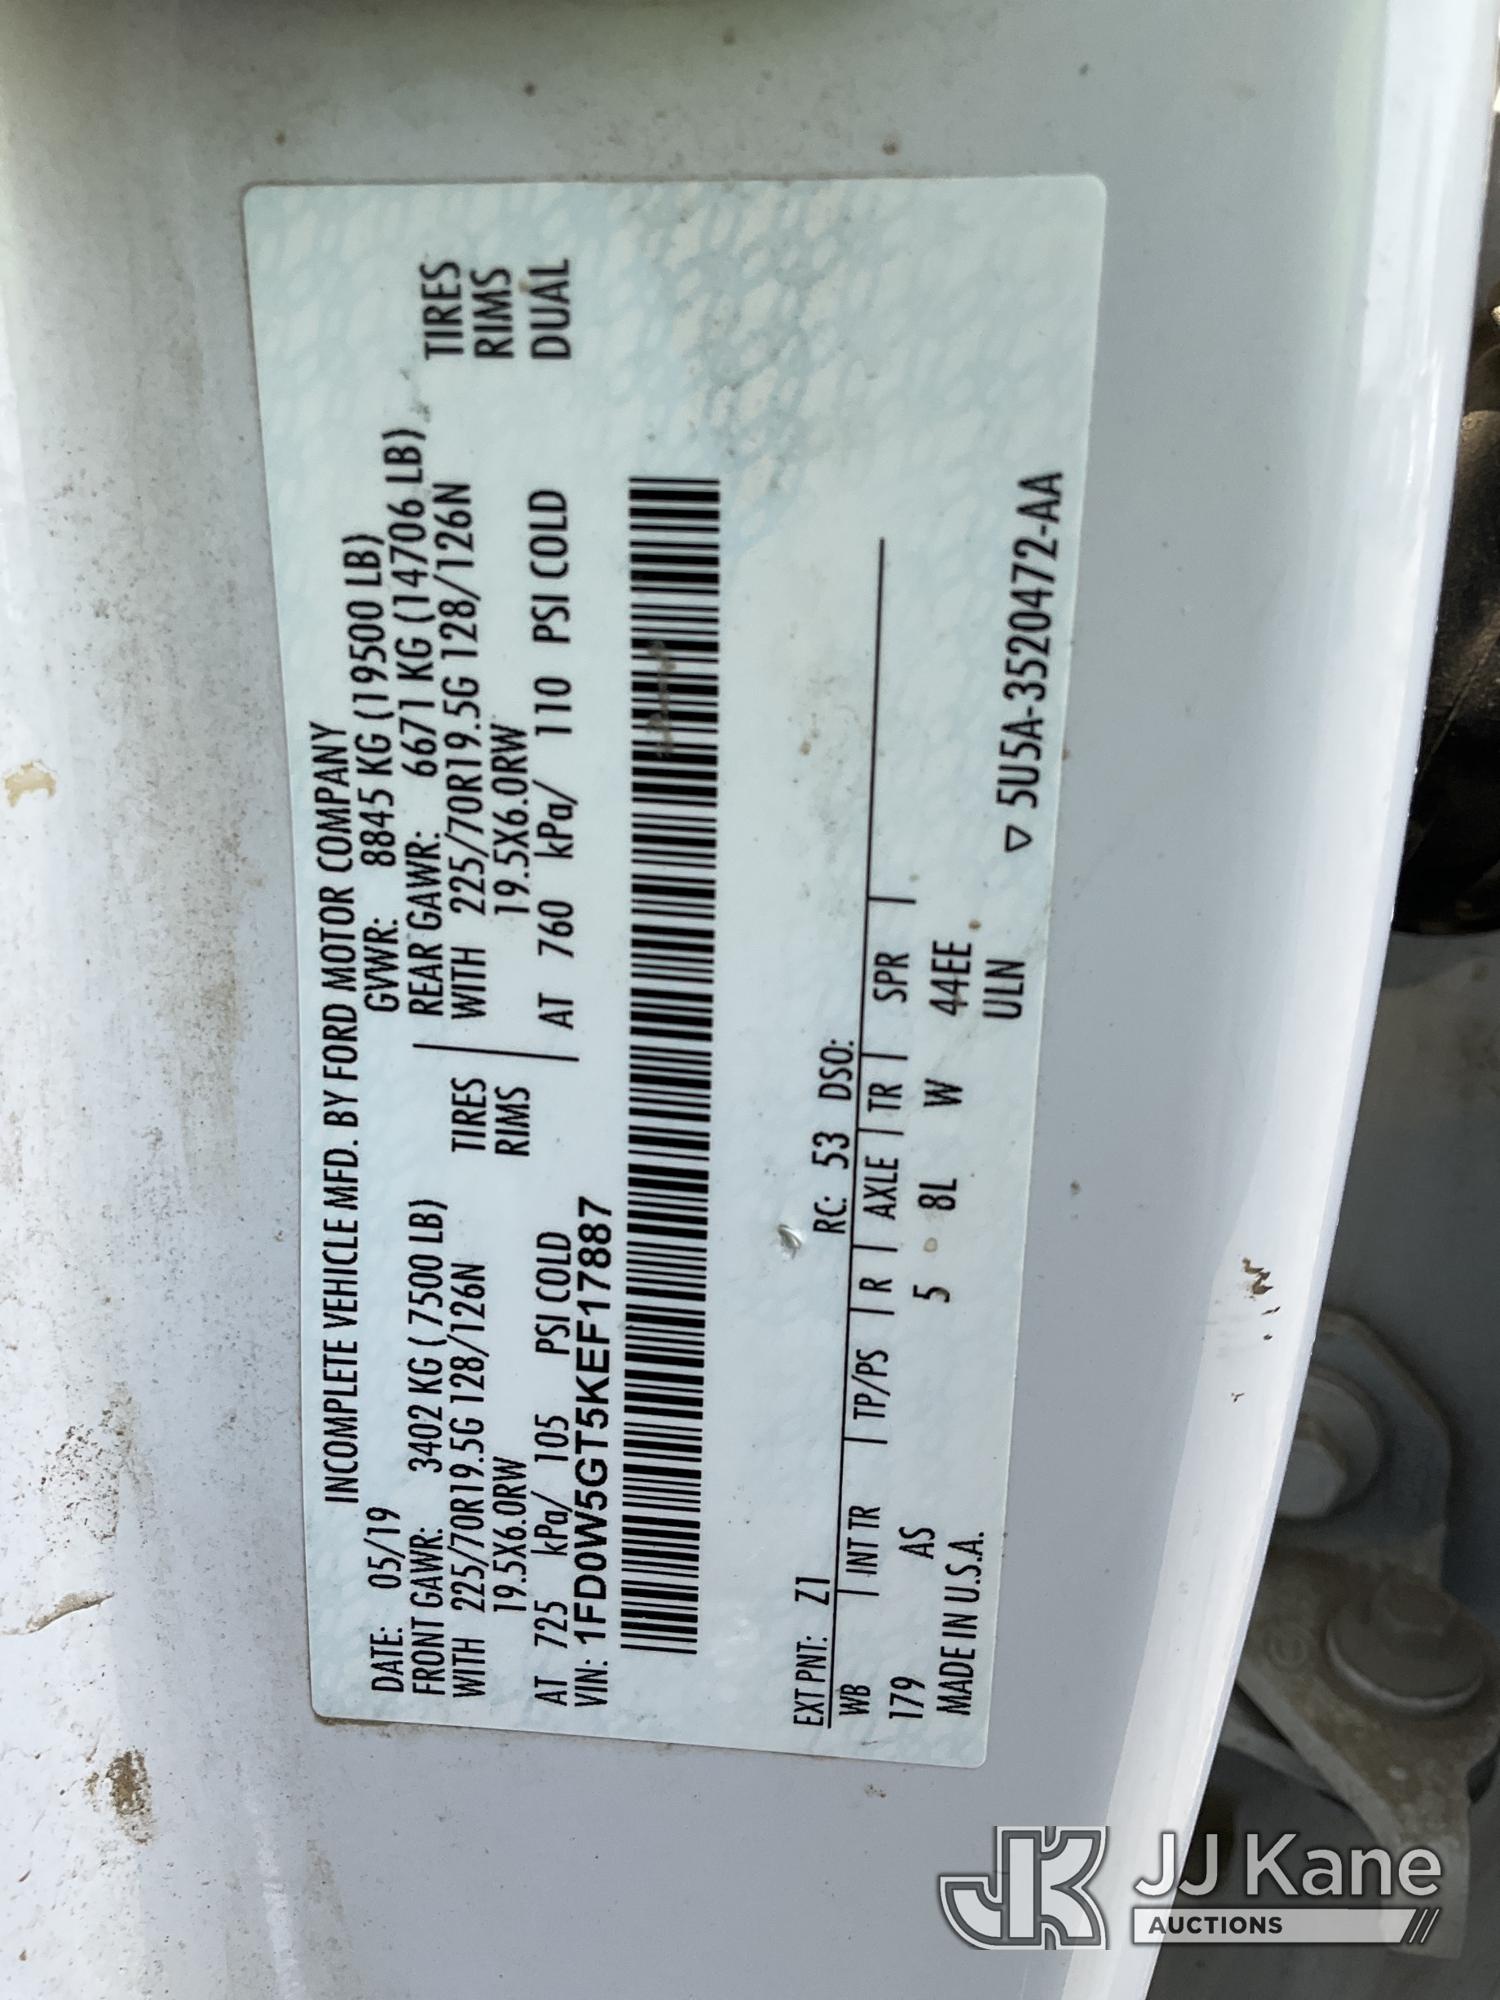 INCOMPLETE VEHICLE MFD. BY FORD MOTOR COMPANY
DATE: 05/19 GVWR: 8845 KG (19500 LB)
FRONT GAWR: 3402 KG ( 7500 LB) REAR GAWR: 6671 KG (14706 LB)
WITH 225/70R19.5G 128/126N TIRES WITH 225/70R19.5G 128/126N TIRES
19.5X6.0RW RIMS 19.5X6.0RW RIMS
AT 725 kPa/ 105 PSI COLD AT 760 kPa/ 110 PSI COLD DUAL
VIN: 1FD0W5GT5KEF17887
EXT PNT: Z1 RC: 53 DSO:
WB | INT TR | TP/PS | R | AXLE | TR | SPR |
179 AS 5 8L W 44EE
MADE IN U.S.A. ULN
▽ 5U5A-3520472-AA
JK JJ Kane
AUCTIONS